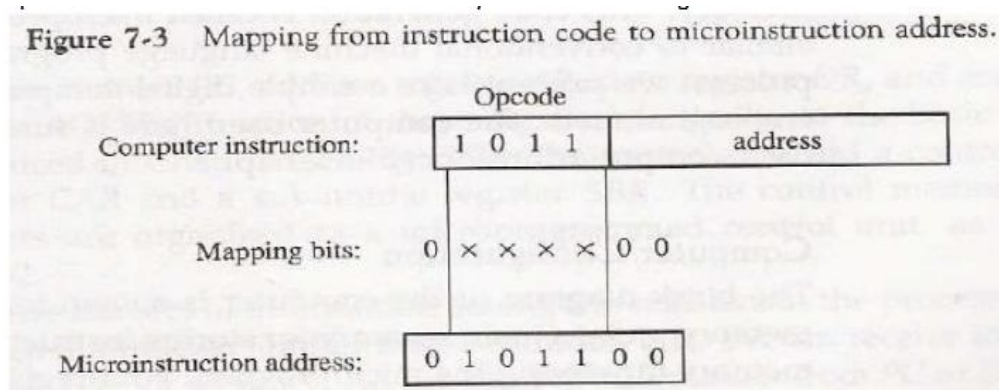 Figure 7-3 Mapping from instruction code to microinstruction address.
Opcode
Computer instruction: 1 0 1 1 address
Mapping bits: 0 × × × × 0 0
Microinstruction address: 0 1 0 1 1 0 0